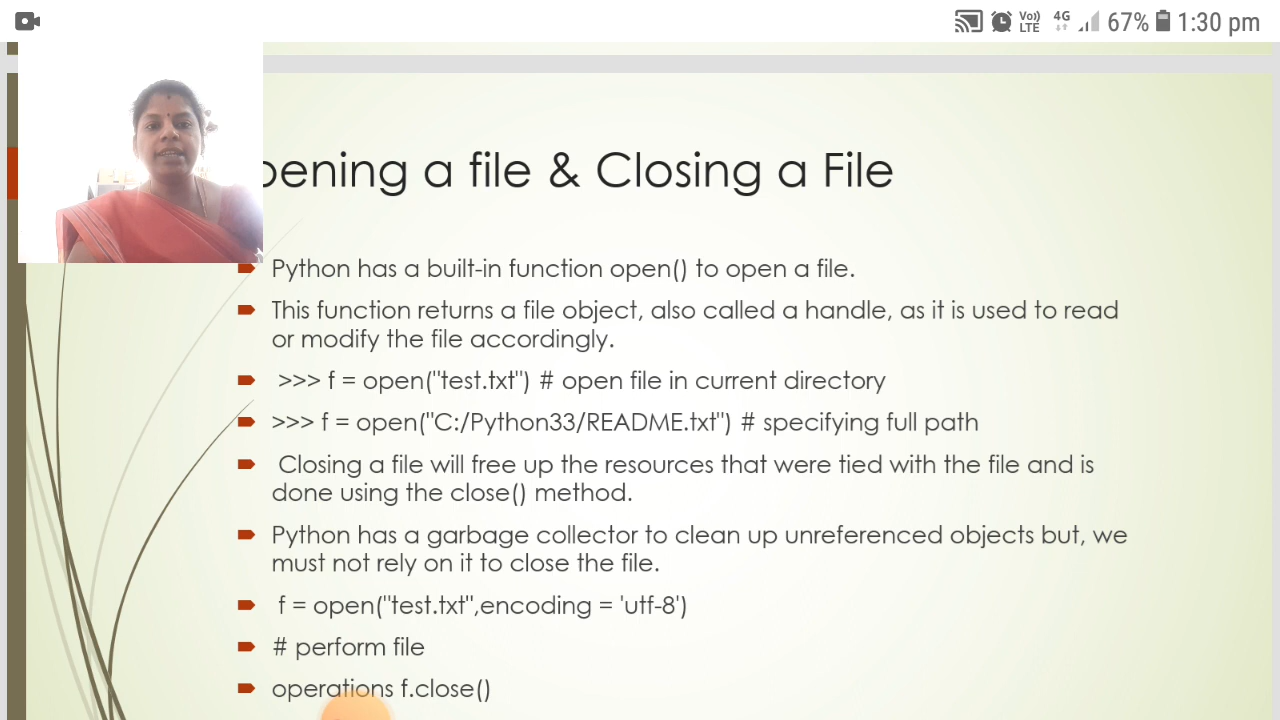 Vo)) LTE 4G 67% 1:30 pm
pening a file & Closing a File
Python has a built-in function open() to open a file.
This function returns a file object, also called a handle, as it is used to read
or modify the file accordingly.
>>> f = open("test.txt") # open file in current directory
>>> f = open("C:/Python33/README.txt") # specifying full path
Closing a file will free up the resources that were tied with the file and is
done using the close() method.
Python has a garbage collector to clean up unreferenced objects but, we
must not rely on it to close the file.
f = open("test.txt",encoding = 'utf-8')
# perform file
operations f.close()